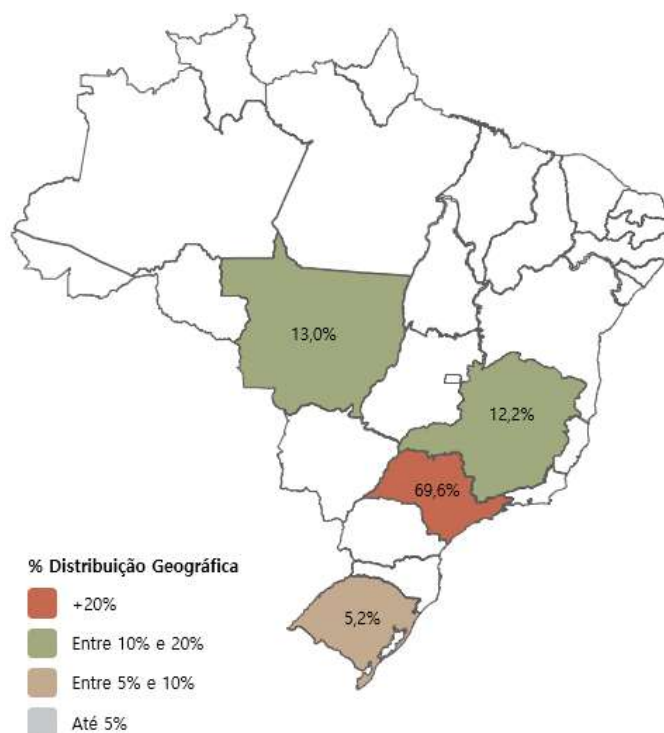 13,0%
12,2%
69,6%
5,2%
% Distribuição Geográfica
+20%
Entre 10% e 20%
Entre 5% e 10%
Até 5%